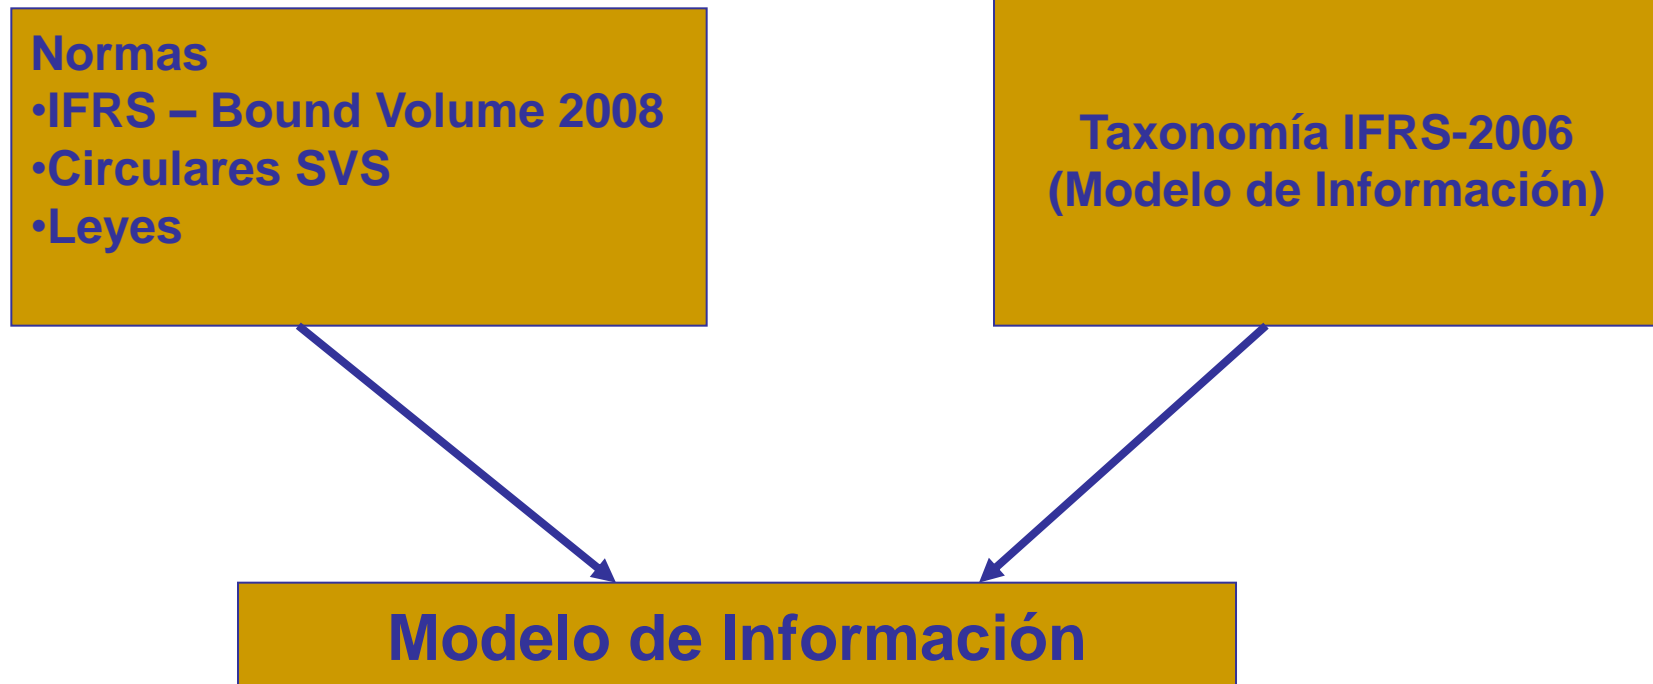 Normas
•IFRS – Bound Volume 2008
•Circulares SVS
•Leyes
Taxonomía IFRS-2006
(Modelo de Información)
Modelo de Información